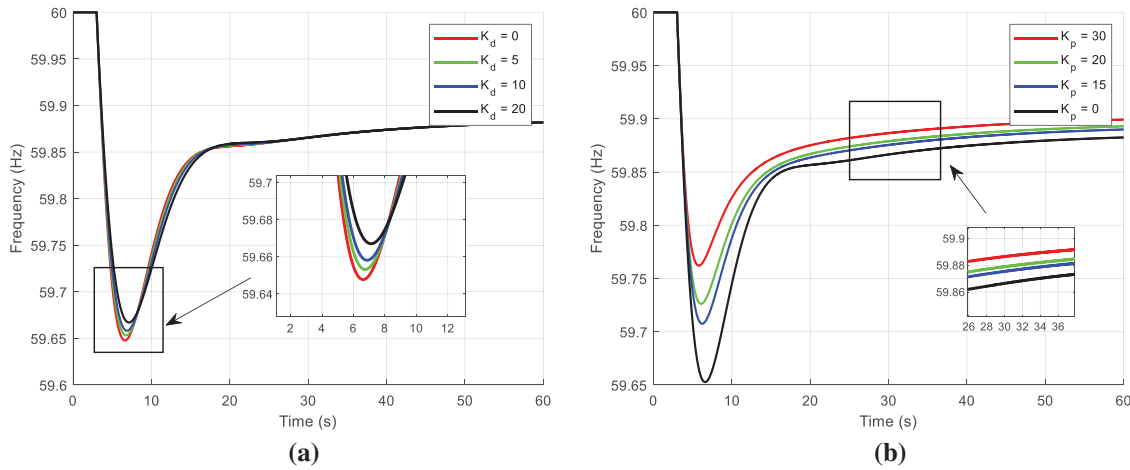 60
59.95
59.9
59.85
59.8
59.75
59.7
59.65
59.6
Frequency (Hz)
0 10 20 30 40 50 60
Time (s)
K_d = 0
K_d = 5
K_d = 10
K_d = 20
59.7
59.68
59.66
59.64
2 4 6 8 10 12
(a)
60
59.95
59.9
59.85
59.8
59.75
59.7
59.65
Frequency (Hz)
0 10 20 30 40 50 60
Time (s)
K_p = 30
K_p = 20
K_p = 15
K_p = 0
59.9
59.88
59.86
26 28 30 32 34 36
(b)